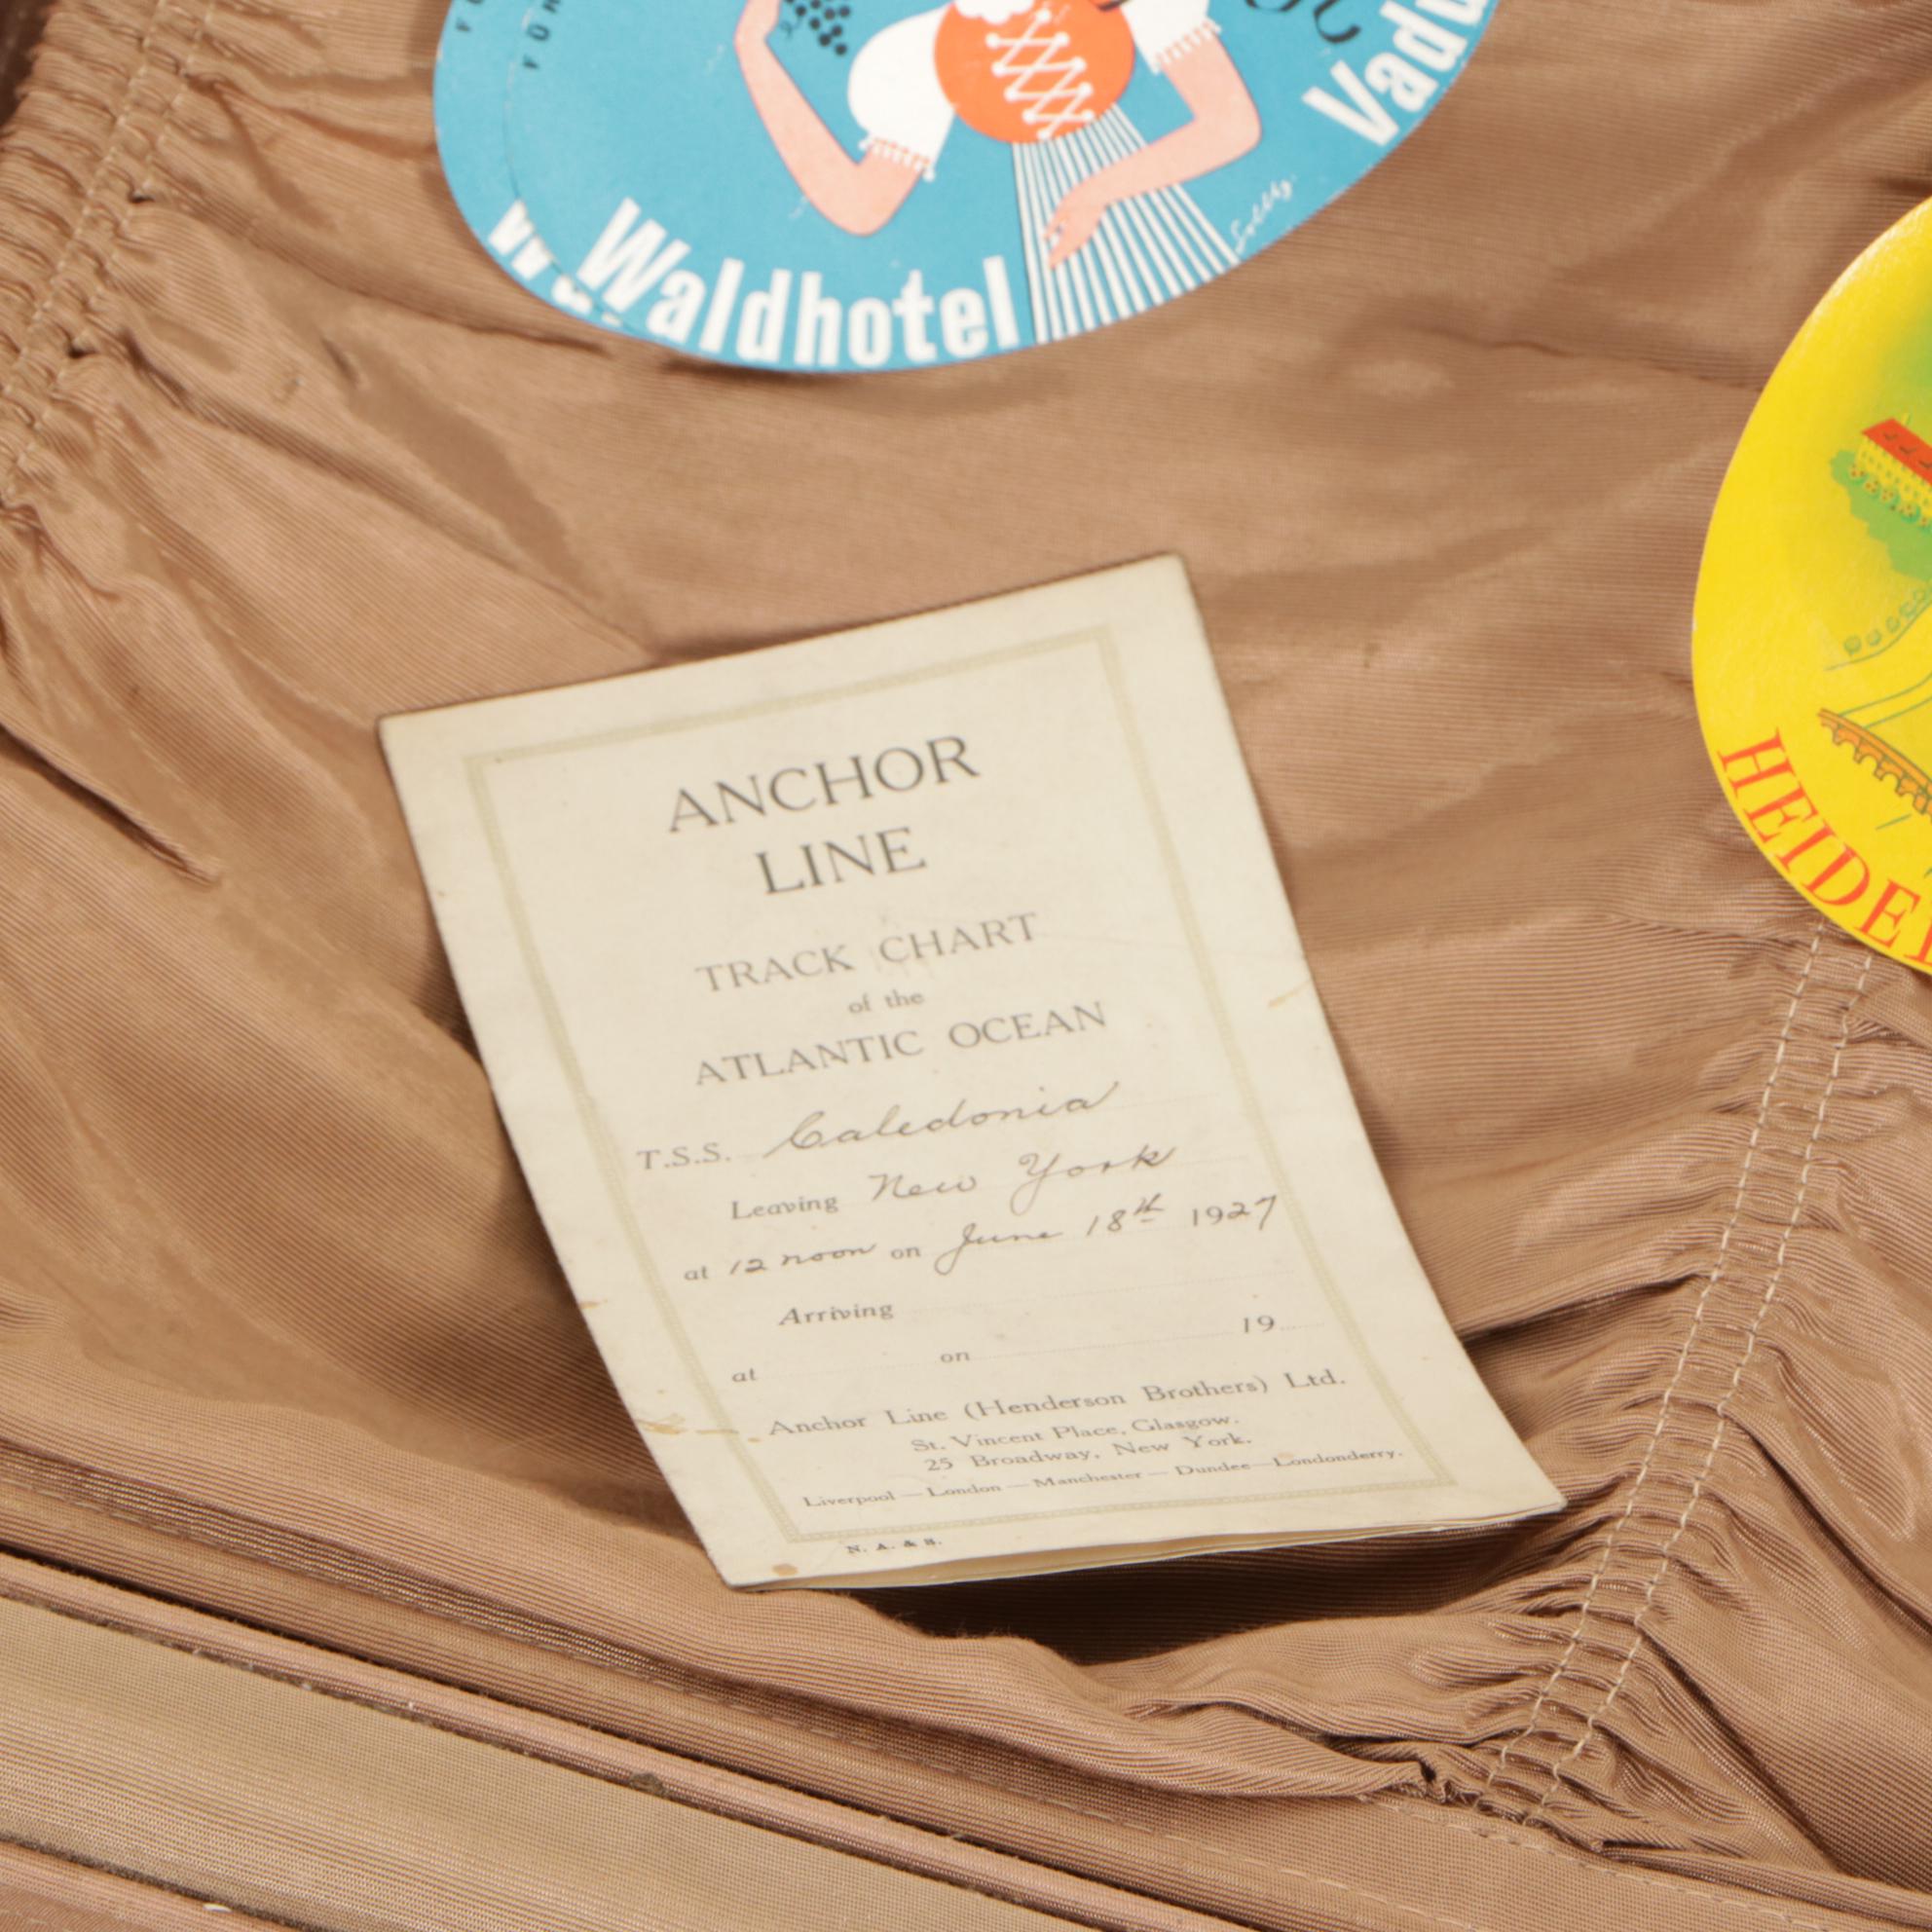 Waldhotel
Vadu
HEIDEL
ANCHOR
LINE
TRACK CHART
of the
ATLANTIC OCEAN
T.S.S. Caledonia
Leaving New York
at 12 noon on June 18th 1927
Arriving
at on 19
Anchor Line (Henderson Brothers) Ltd.
St. Vincent Place, Glasgow.
25 Broadway, New York.
Liverpool — London — Manchester — Dundee — Londonderry.
N. A. & H.